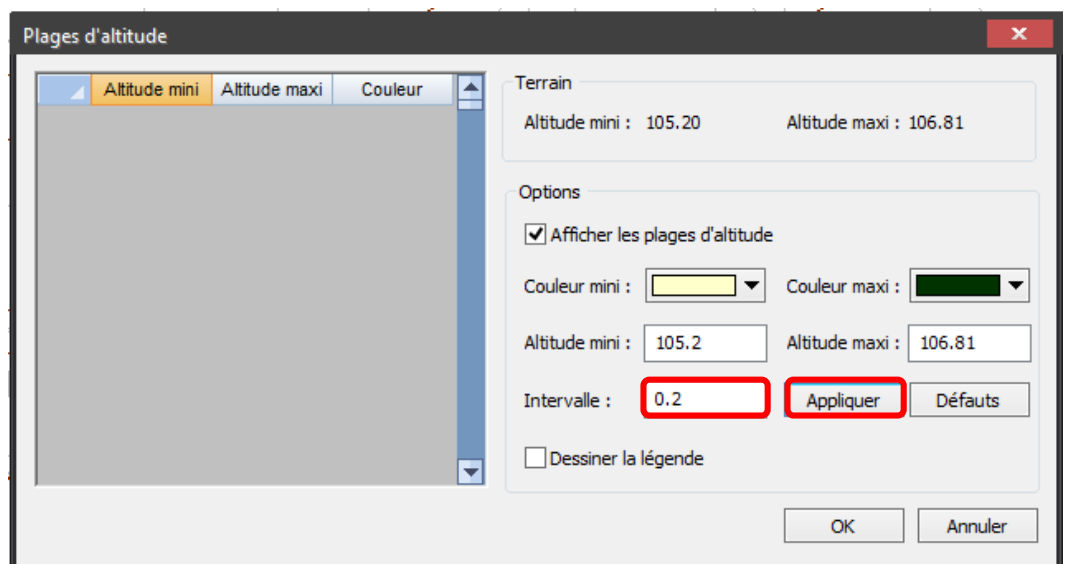 Plages d'altitude
Altitude mini Altitude maxi Couleur
Terrain
Altitude mini : 105.20 Altitude maxi : 106.81
Options
Afficher les plages d'altitude
Couleur mini : Couleur maxi :
Altitude mini : 105.2 Altitude maxi : 106.81
Intervalle : 0.2 Appliquer Défauts
Dessiner la légende
OK Annuler